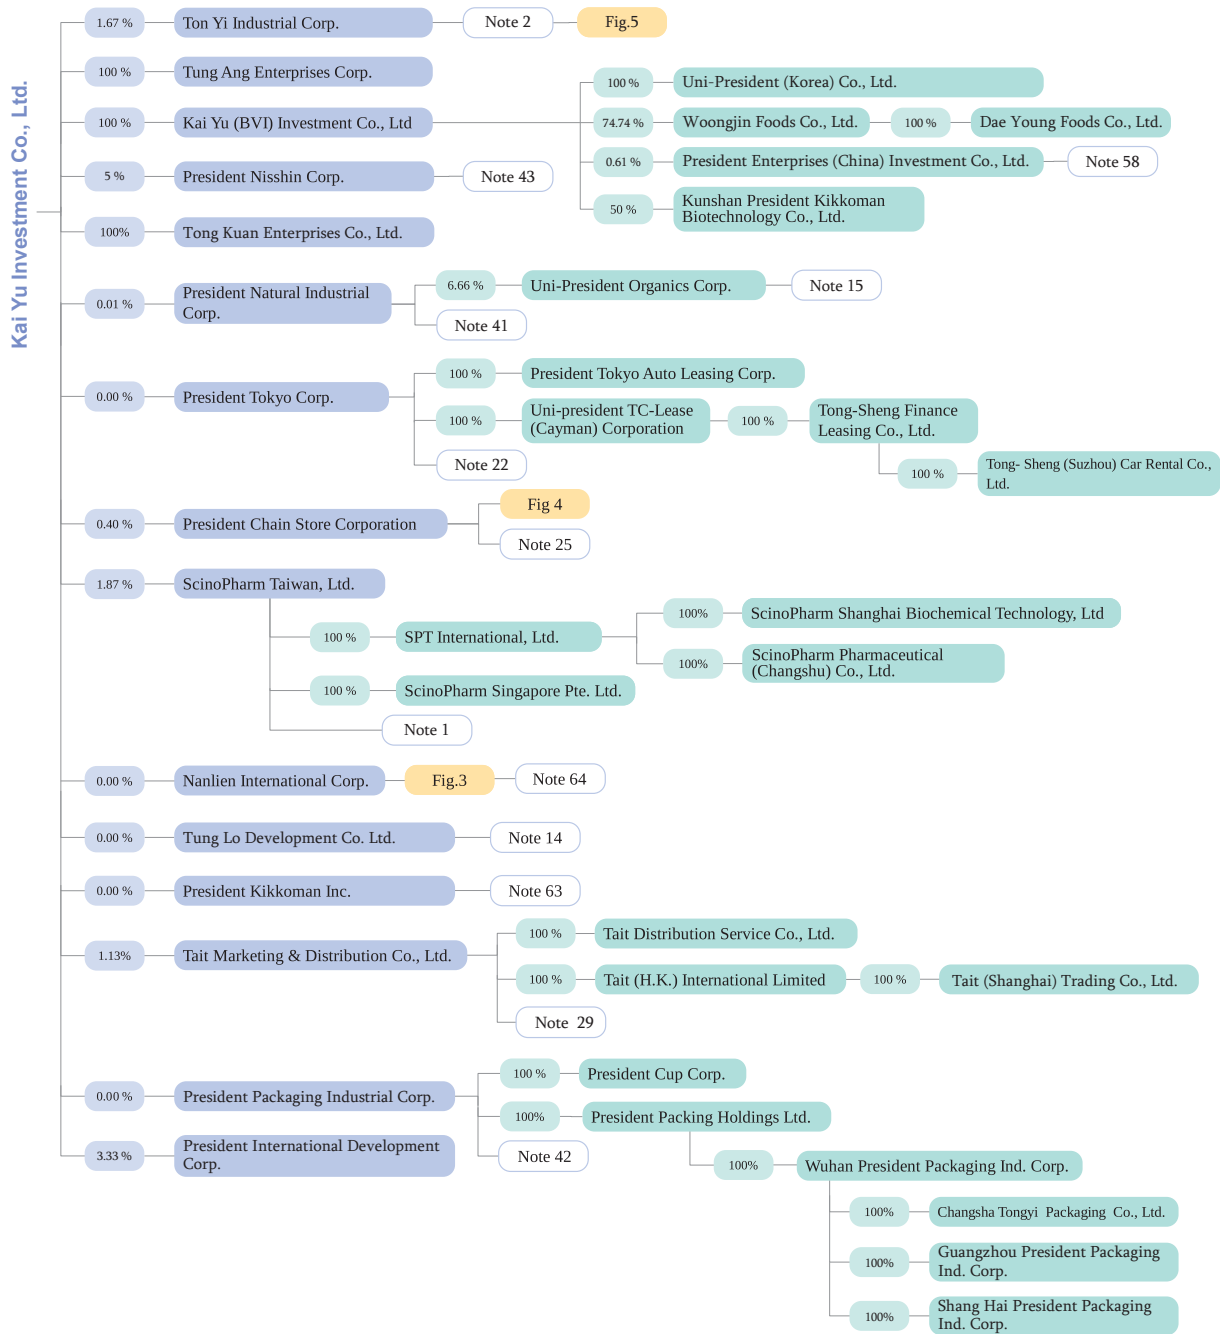 Kai Yu Investment Co., Ltd.
1.67 % Ton Yi Industrial Corp. Note 2 Fig.5
100 % Tung Ang Enterprises Corp.
100 % Kai Yu (BVI) Investment Co., Ltd
100 % Uni-President (Korea) Co., Ltd.
74.74 % Woongjin Foods Co., Ltd. 100 % Dae Young Foods Co., Ltd.
0.61 % President Enterprises (China) Investment Co., Ltd. Note 58
50 % Kunshan President Kikkoman
Biotechnology Co., Ltd.
5 % President Nisshin Corp. Note 43
100% Tong Kuan Enterprises Co., Ltd.
0.01 % President Natural Industrial
Corp.
6.66 % Uni-President Organics Corp. Note 15
Note 41
0.00 % President Tokyo Corp.
100 % President Tokyo Auto Leasing Corp.
100 % Uni-president TC-Lease
(Cayman) Corporation
100 % Tong-Sheng Finance
Leasing Co., Ltd.
100 % Tong- Sheng (Suzhou) Car Rental Co.,
Ltd.
Note 22
0.40 % President Chain Store Corporation
Fig 4
Note 25
1.87 % ScinoPharm Taiwan, Ltd.
100 % SPT International, Ltd.
100% ScinoPharm Shanghai Biochemical Technology, Ltd
100% ScinoPharm Pharmaceutical
(Changshu) Co., Ltd.
100 % ScinoPharm Singapore Pte. Ltd.
Note 1
0.00 % Nanlien International Corp. Fig.3 Note 64
0.00 % Tung Lo Development Co. Ltd. Note 14
0.00 % President Kikkoman Inc. Note 63
1.13% Tait Marketing & Distribution Co., Ltd.
100 % Tait Distribution Service Co., Ltd.
100 % Tait (H.K.) International Limited 100 % Tait (Shanghai) Trading Co., Ltd.
Note 29
0.00 % President Packaging Industrial Corp.
100 % President Cup Corp.
100% President Packing Holdings Ltd.
Note 42
3.33 % President International Development
Corp.
100% Wuhan President Packaging Ind. Corp.
100% Changsha Tongyi Packaging Co., Ltd.
100% Guangzhou President Packaging
Ind. Corp.
100% Shang Hai President Packaging
Ind. Corp.